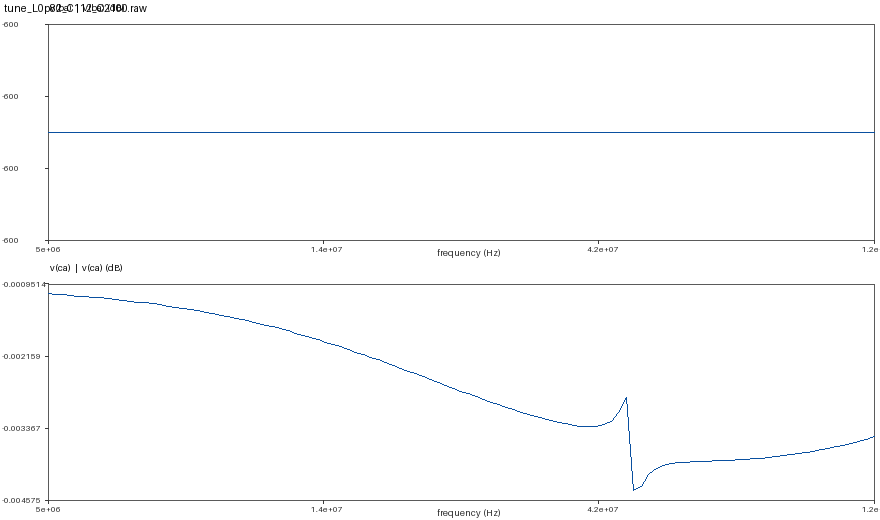 -600
-600
-600
-600
5e+06
1.4e+07
4.2e+07
1.2e
frequency (Hz)
v(ca) | v(ca) (dB)
-0.0009514
-0.002159
-0.003367
-0.004575
5e+06
1.4e+07
4.2e+07
1.2e
frequency (Hz)